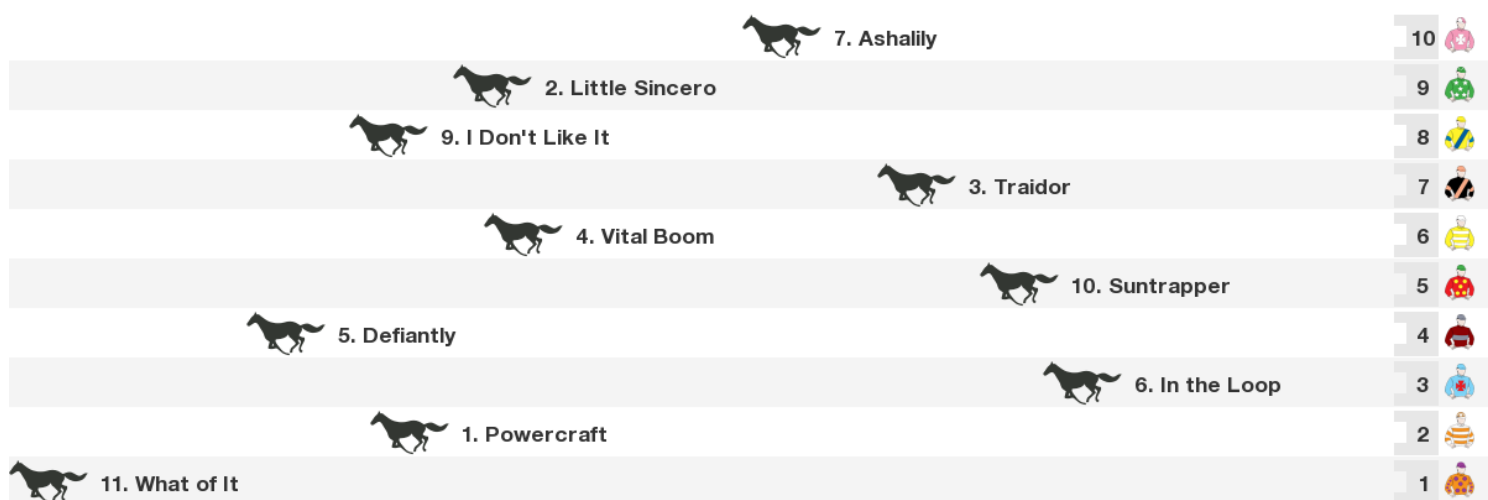 7. Ashalily 10
2. Little Sincero 9
9. I Don't Like It 8
3. Traidor 7
4. Vital Boom 6
10. Suntrapper 5
5. Defiantly 4
6. In the Loop 3
1. Powercraft 2
11. What of It 1